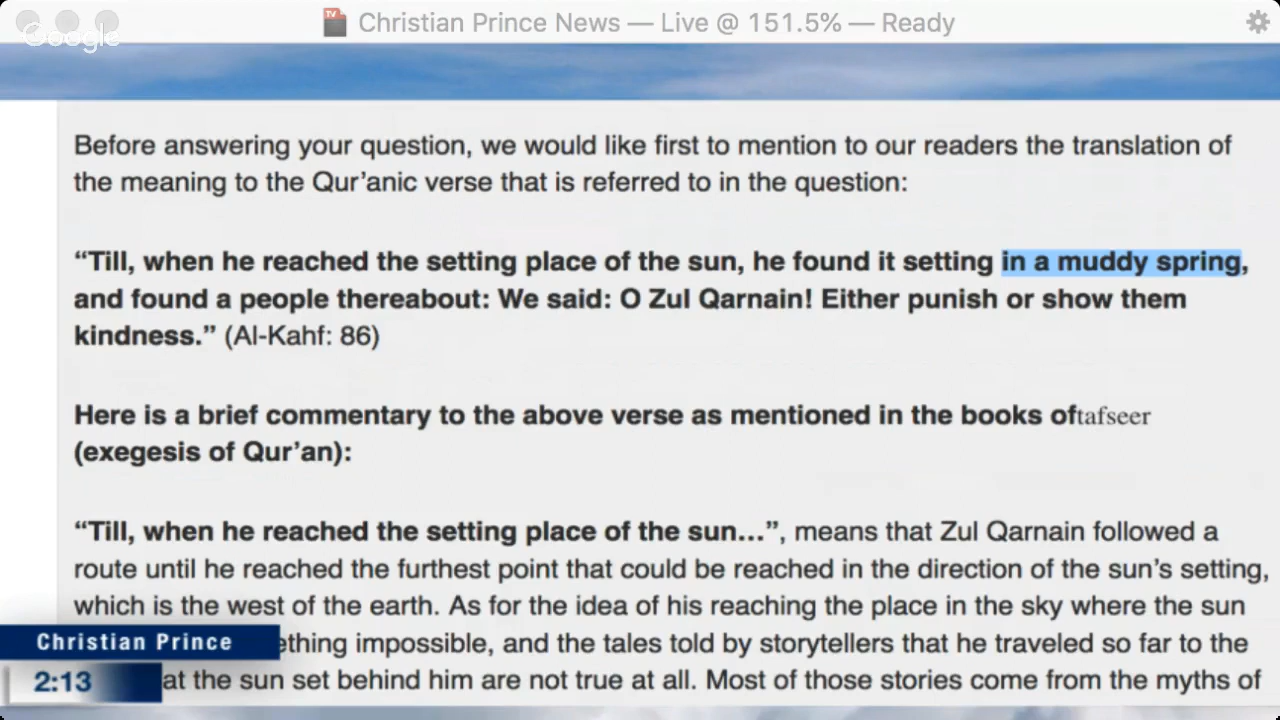 TV
Christian Prince News — Live @ 151.5% — Ready
Google
Before answering your question, we would like first to mention to our readers the translation of
the meaning to the Qur’anic verse that is referred to in the question:
“Till, when he reached the setting place of the sun, he found it setting in a muddy spring,
and found a people thereabout: We said: O Zul Qarnain! Either punish or show them
kindness.” (Al-Kahf: 86)
Here is a brief commentary to the above verse as mentioned in the books oftafseer
(exegesis of Qur’an):
“Till, when he reached the setting place of the sun...”, means that Zul Qarnain followed a
route until he reached the furthest point that could be reached in the direction of the sun’s setting,
which is the west of the earth. As for the idea of his reaching the place in the sky where the sun
impossible, and the tales told by storytellers that he traveled so far to the
at the sun set behind him are not true at all. Most of those stories come from the myths of
Christian Prince
2:13